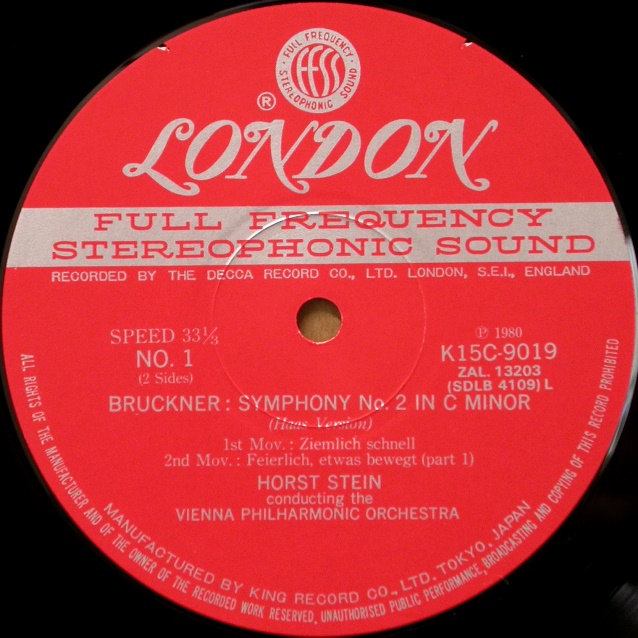 FULL FREQUENCY
FFSS
STEREOPHONIC SOUND
®
LONDON
FULL FREQUENCY
STEREOPHONIC SOUND
RECORDED BY THE DECCA RECORD CO., LTD. LONDON, S.E.I., ENGLAND
SPEED 33⅓
NO. 1
(2 Sides)
℗ 1980
K15C-9019
ZAL. 13203
(SDLB 4109) L
BRUCKNER : SYMPHONY No. 2 IN C MINOR
(Haas Version)
1st Mov. : Ziemlich schnell
2nd Mov. : Feierlich, etwas bewegt (part 1)
HORST STEIN
conducting the
VIENNA PHILHARMONIC ORCHESTRA
MANUFACTURED BY KING RECORD CO., LTD. TOKYO, JAPAN
ALL RIGHTS OF THE MANUFACTURER AND OF THE OWNER OF THE RECORDED WORK RESERVED. UNAUTHORISED PUBLIC PERFORMANCE, BROADCASTING AND COPYING OF THIS RECORD PROHIBITED